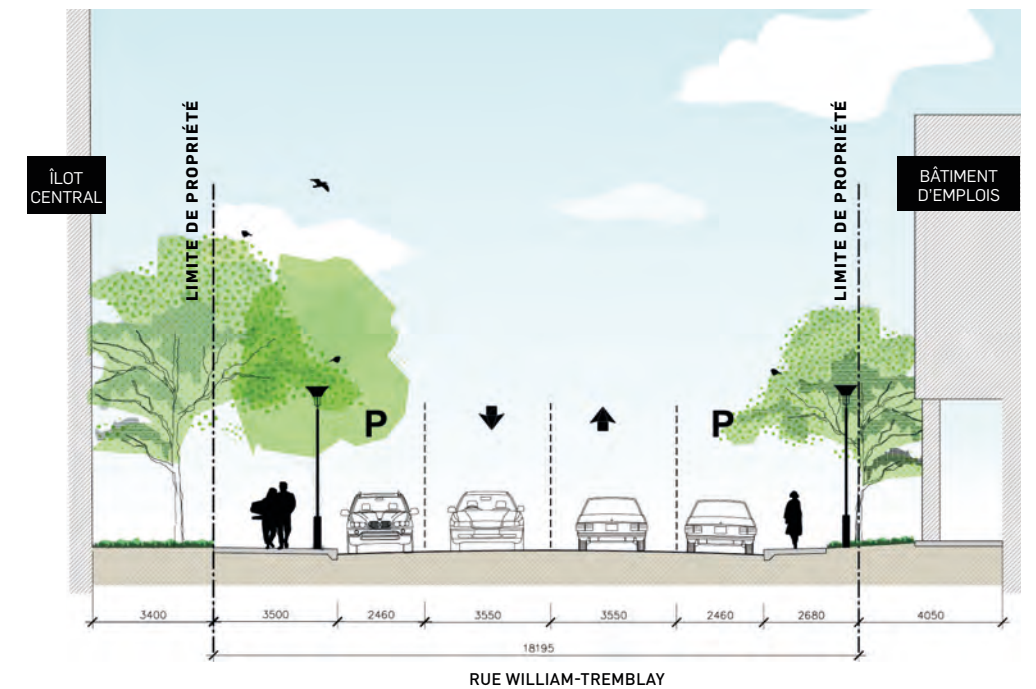 LIMITE DE PROPRIÉTÉ
LIMITE DE PROPRIÉTÉ
ÎLOT
CENTRAL
BÂTIMENT
D'EMPLOIS
P
P
3400
3500
2460
3550
3550
2460
2680
4050
18195
RUE WILLIAM-TREMBLAY